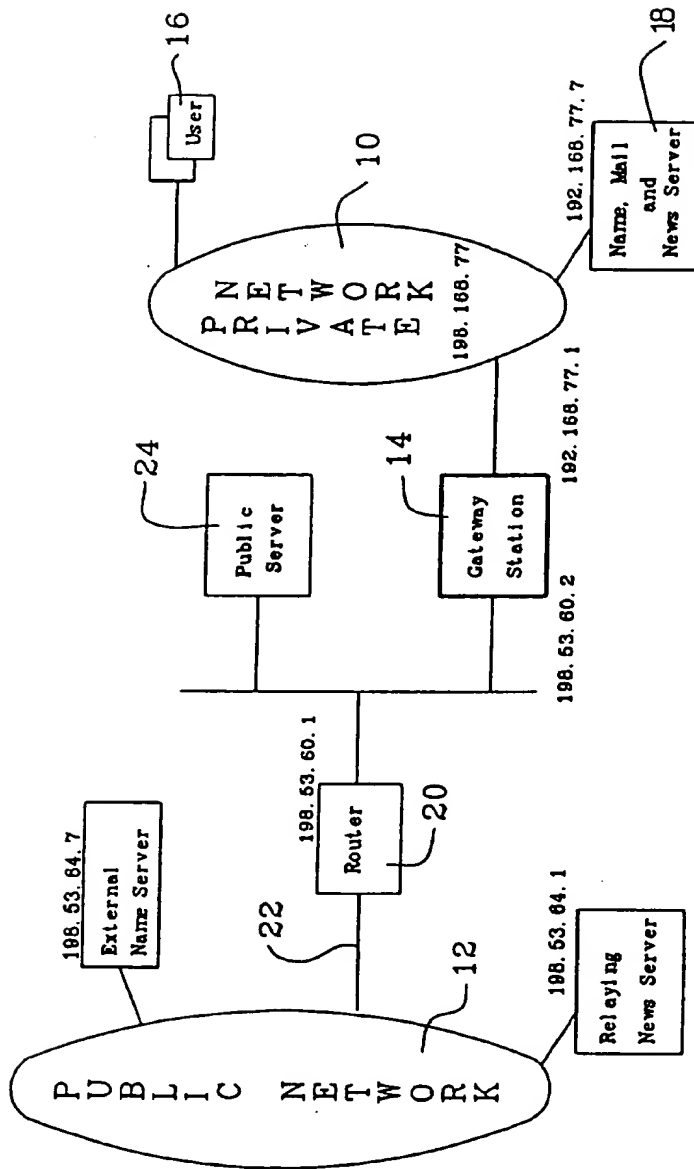 198. 53. 64. 7
External
Name Server
PUBLIC NETWORK
12
22
198. 53. 60. 1
Router
20
198. 53. 64. 1
Relaying
News Server
24
Public
Server
14
Gateway
Station
198. 53. 60. 2
192. 168. 77. 1
16
User
10
PRIVATE
NETWORK
198. 168. 77
192. 168. 77. 7
Name, Mail
and
News Server
18